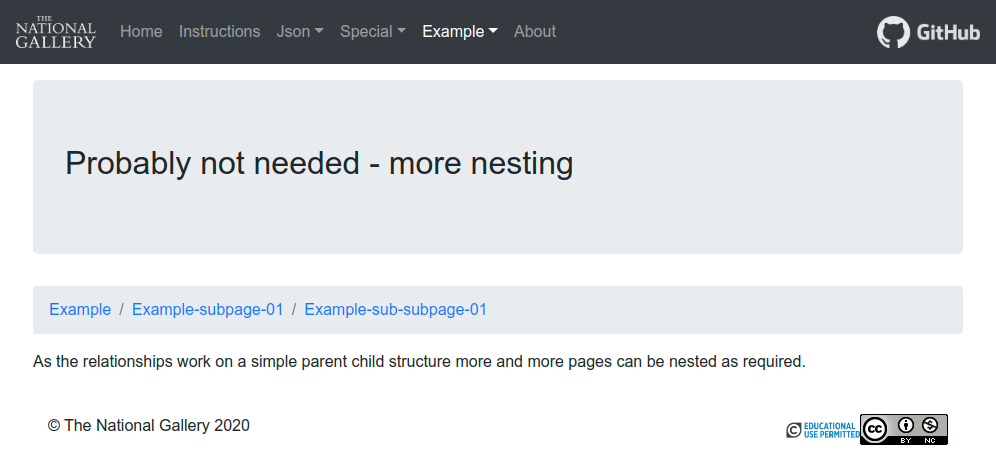 THE
NATIONAL
GALLERY
Home Instructions Json Special Example About
GitHub
Probably not needed - more nesting
Example / Example-subpage-01 / Example-sub-subpage-01
As the relationships work on a simple parent child structure more and more pages can be nested as required.
© The National Gallery 2020
EDUCATIONAL
USE PERMITTED
CC
BY NC